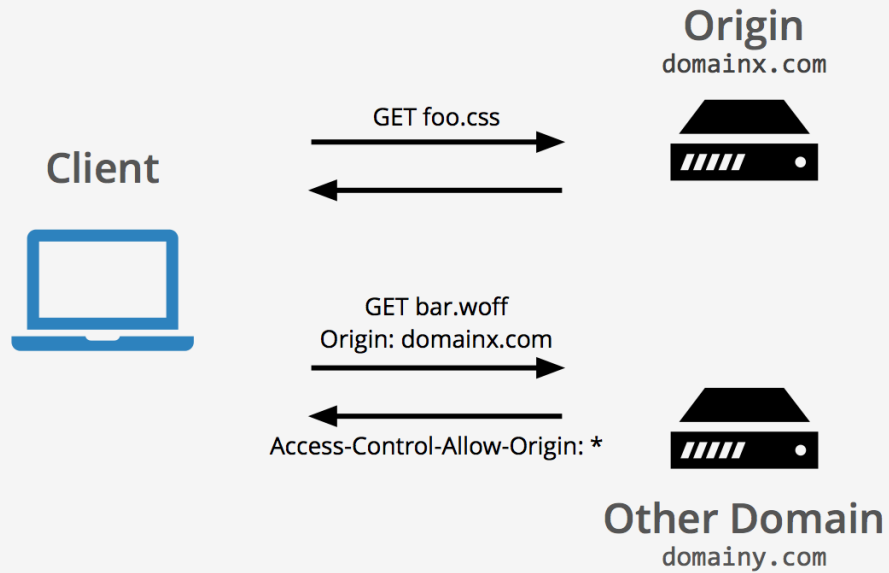 Origin
domainx.com
GET foo.css
Client
GET bar.woff
Origin: domainx.com
Access-Control-Allow-Origin: *
Other Domain
domainy.com